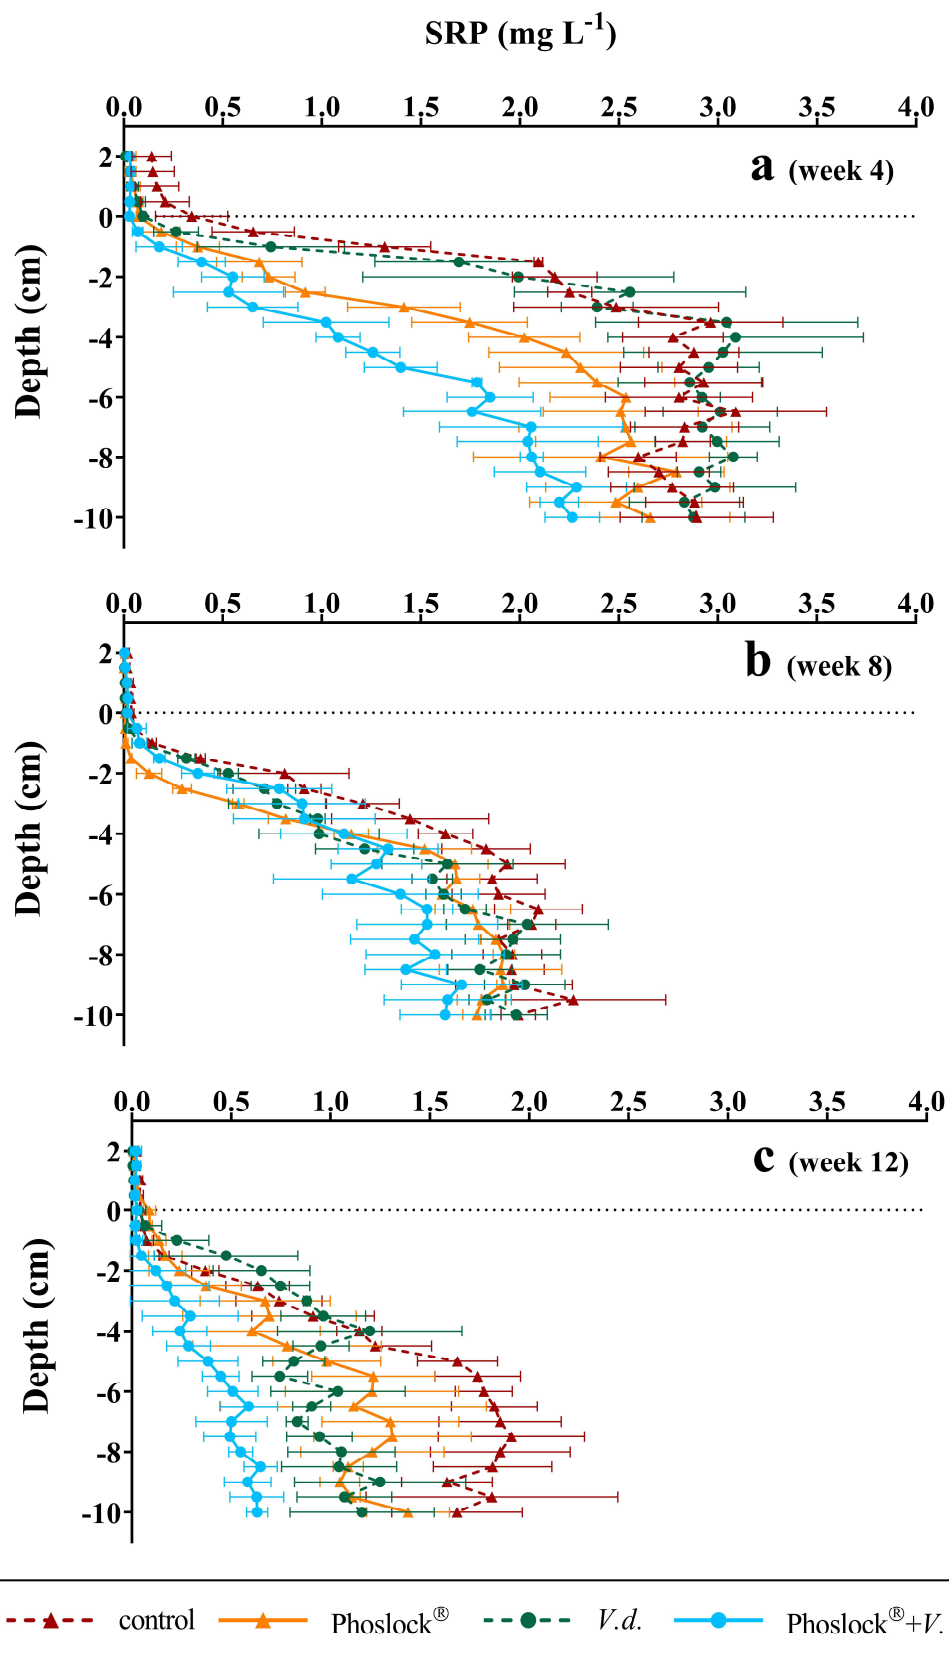 SRP (mg L⁻¹)
0.0 0.5 1.0 1.5 2.0 2.5 3.0 3.5 4.0
a (week 4)
2
0
-2
-4
-6
-8
-10
Depth (cm)
0.0 0.5 1.0 1.5 2.0 2.5 3.0 3.5 4.0
b (week 8)
2
0
-2
-4
-6
-8
-10
Depth (cm)
0.0 0.5 1.0 1.5 2.0 2.5 3.0 3.5 4.0
c (week 12)
2
0
-2
-4
-6
-8
-10
Depth (cm)
control Phoslock® V.d. Phoslock®+V.